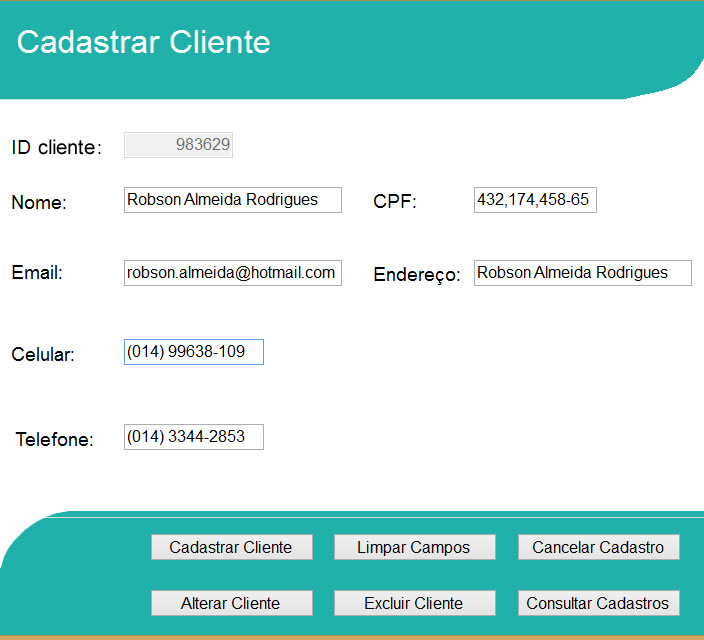 Cadastrar Cliente
ID cliente: 983629
Nome: Robson Almeida Rodrigues CPF: 432,174,458-65
Email: robson.almeida@hotmail.com Endereço: Robson Almeida Rodrigues
Celular: (014) 99638-109
Telefone: (014) 3344-2853
Cadastrar Cliente Limpar Campos Cancelar Cadastro
Alterar Cliente Excluir Cliente Consultar Cadastros